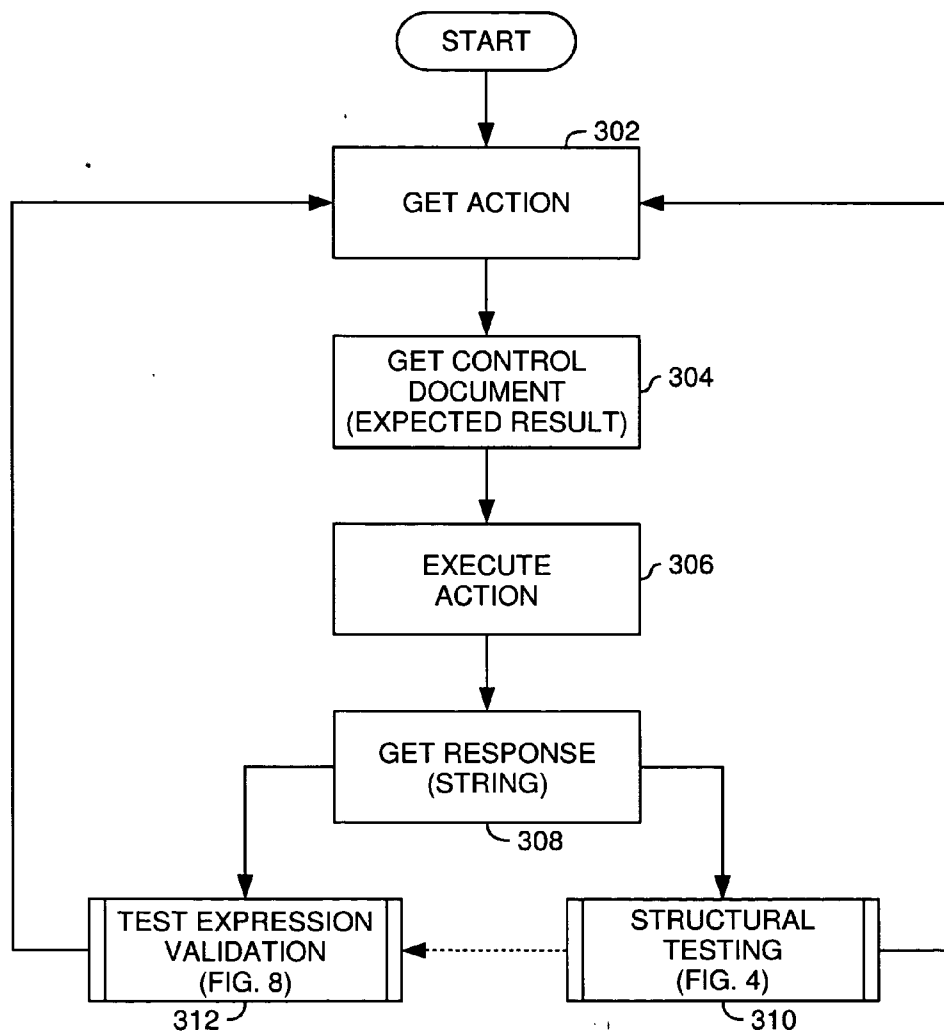 START
302
GET ACTION
GET CONTROL
DOCUMENT
(EXPECTED RESULT)
304
EXECUTE
ACTION
306
GET RESPONSE
(STRING)
308
TEST EXPRESSION
VALIDATION
(FIG. 8)
312
STRUCTURAL
TESTING
(FIG. 4)
310